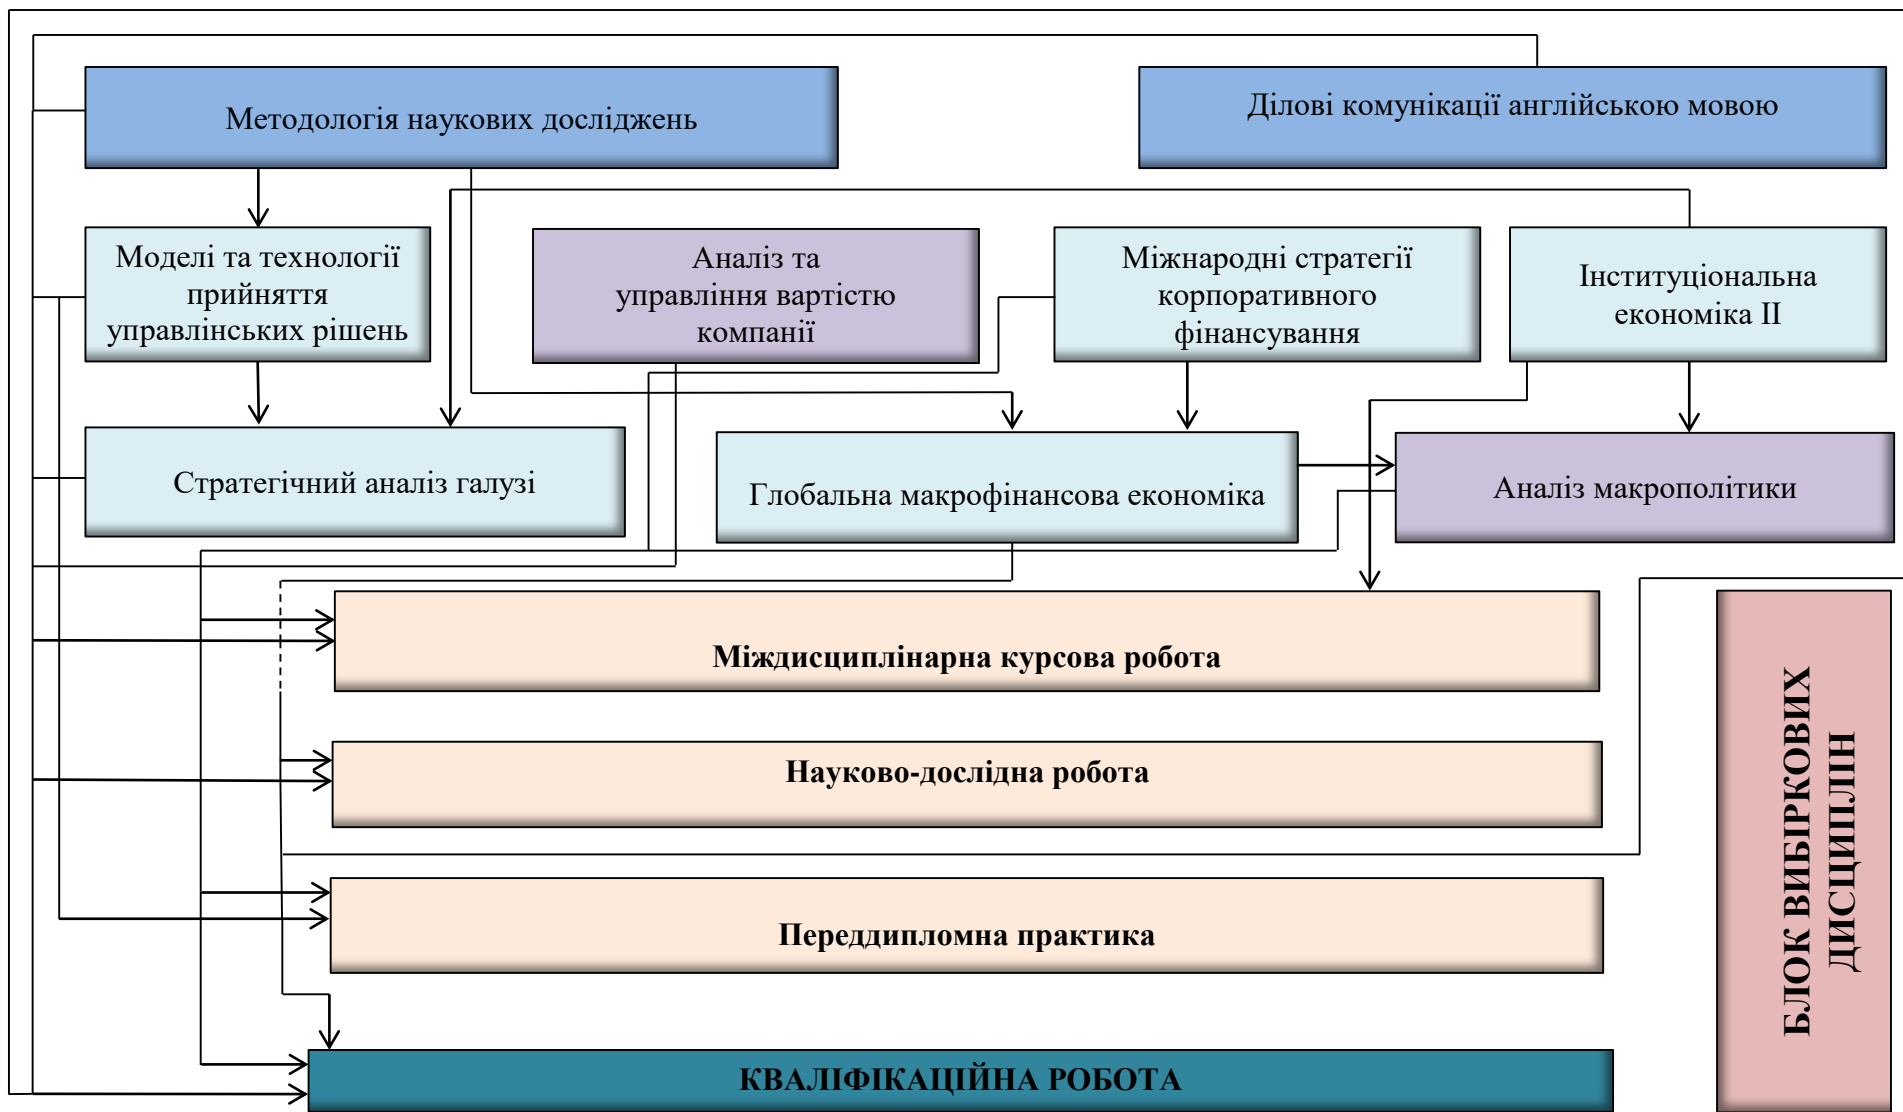 Методологія наукових досліджень
Ділові комунікації англійською мовою
Моделі та технології
прийняття
управлінських рішень
Аналіз та
управління вартістю
компанії
Міжнародні стратегії
корпоративного
фінансування
Інституціональна
економіка ІІ
Стратегічний аналіз галузі
Глобальна макрофінансова економіка
Аналіз макрополітики
Міждисциплінарна курсова робота
Науково-дослідна робота
Переддипломна практика
КВАЛІФІКАЦІЙНА РОБОТА
БЛОК ВИБІРКОВИХ
ДИСЦИПЛІН